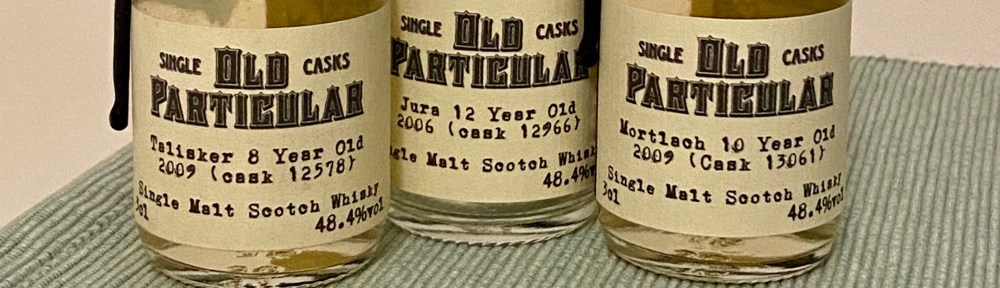 SINGLE OLD CASKS
PARTICULAR
Talisker 8 Year Old
2009 (cask 12578)
Single Malt Scotch Whisky
3cl 48.4%vol
SINGLE OLD CASKS
PARTICULAR
Jura 12 Year Old
2006 (cask 12966)
Malt Scotch
48.4%
SINGLE OLD CASKS
PARTICULAR
Mortlach 10 Year Old
2009 (Cask 13061)
Single Malt Scotch Whisky
3cl 48.4%vol